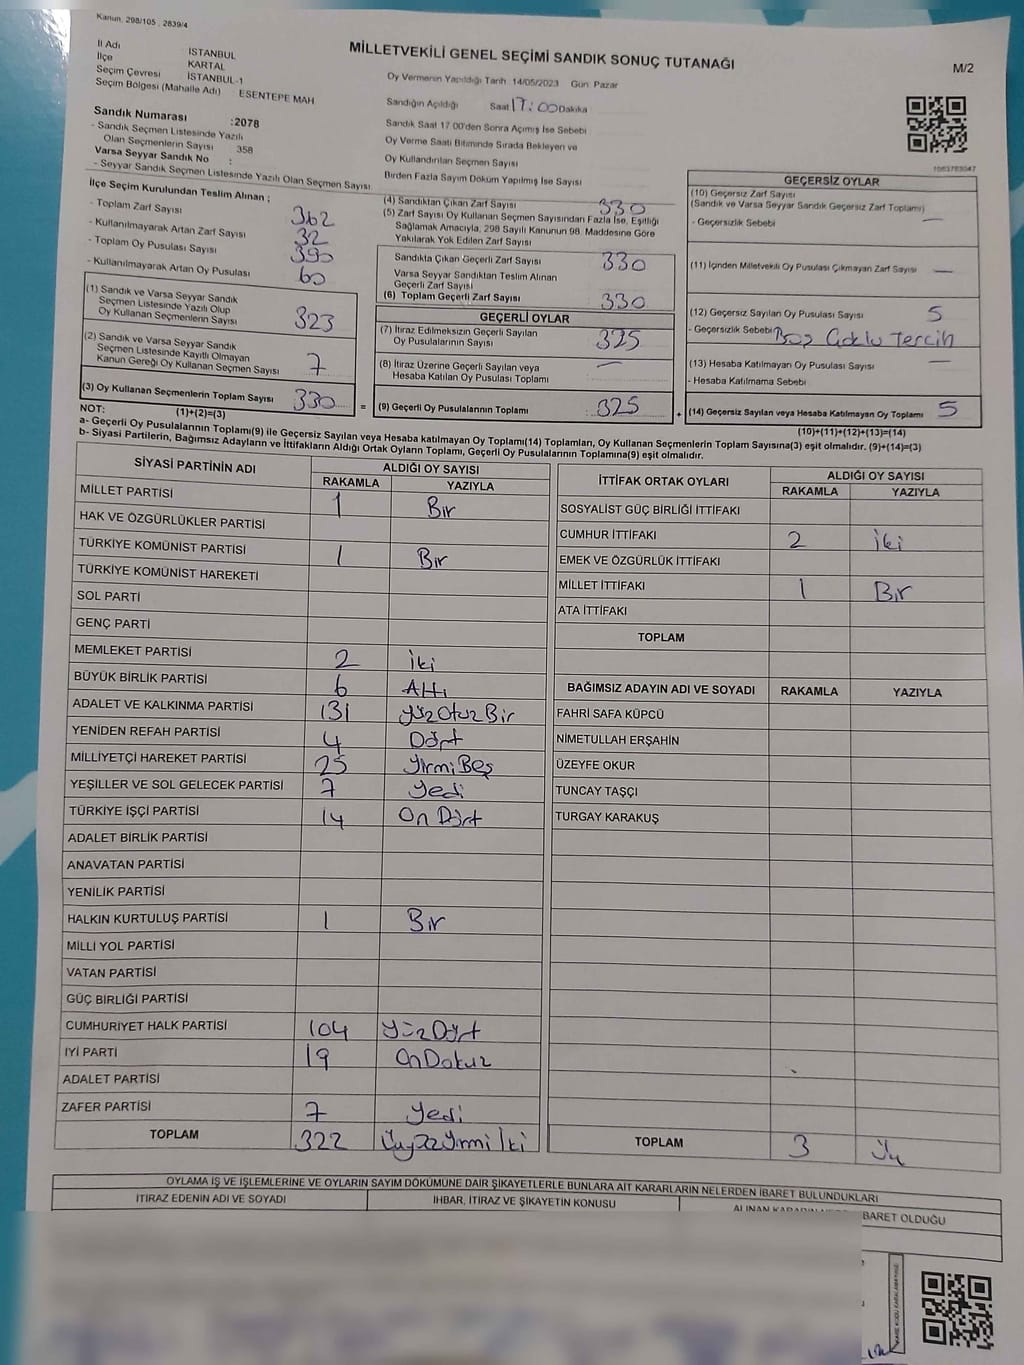 Kanun, 298/105 , 2839/4
MİLLETVEKİLİ GENEL SEÇİMİ SANDIK SONUÇ TUTANAĞI
M/2
İl Adı İSTANBUL
İlçe KARTAL
Seçim Çevresi İSTANBUL-1
Seçim Bölgesi (Mahalle Adı) ESENTEPE MAH
Sandık Numarası :2078
- Sandık Seçmen Listesinde Yazılı
Olan Seçmenlerin Sayısı 358
Varsa Seyyar Sandık No :
- Seyyar Sandık Seçmen Listesinde Yazılı Olan Seçmen Sayısı
İlçe Seçim Kurulundan Teslim Alınan ;
- Toplam Zarf Sayısı 362
- Kullanılmayarak Artan Zarf Sayısı 32
- Toplam Oy Pusulası Sayısı 390
- Kullanılmayarak Artan Oy Pusulası 60
(1) Sandık ve Varsa Seyyar Sandık
Seçmen Listesinde Yazılı Olup
Oy Kullanan Seçmenlerin Sayısı 323
(2) Sandık ve Varsa Seyyar Sandık
Seçmen Listesinde Kayıtlı Olmayan
Kanun Gereği Oy Kullanan Seçmen Sayısı 7
(3) Oy Kullanan Seçmenlerin Toplam Sayısı 330 =
(1)+(2)=(3)
Oy Vermenin Yapıldığı Tarih 14/05/2023 Gün: Pazar
Sandığın Açıldığı Saat 17:00 Dakika
Sandık Saat 17.00'den Sonra Açılmış İse Sebebi
Oy Verme Saati Bitiminde Sırada Bekleyen ve
Oy Kullandırılan Seçmen Sayısı
Birden Fazla Sayım Döküm Yapılmış İse Sayısı
(4) Sandıktan Çıkan Zarf Sayısı 330
(5) Zarf Sayısı Oy Kullanan Seçmen Sayısından Fazla İse, Eşitliği
Sağlamak Amacıyla, 298 Sayılı Kanunun 98. Maddesine Göre
Yakılarak Yok Edilen Zarf Sayısı
Sandıkta Çıkan Geçerli Zarf Sayısı 330
Varsa Seyyar Sandıktan Teslim Alınan
Geçerli Zarf Sayısı
(6) Toplam Geçerli Zarf Sayısı 330
GEÇERLİ OYLAR
(7) İtiraz Edilmeksizin Geçerli Sayılan
Oy Pusulalarının Sayısı 325
(8) İtiraz Üzerine Geçerli Sayılan veya
Hesaba Katılan Oy Pusulası Toplamı —
(9) Geçerli Oy Pusulalarının Toplamı 325 +
1563783047
GEÇERSİZ OYLAR
(10) Geçersiz Zarf Sayısı
(Sandık ve Varsa Seyyar Sandık Geçersiz Zarf Toplamı) —
- Geçersizlik Sebebi
(11) İçinden Milletvekili Oy Pusulası Çıkmayan Zarf Sayısı —
(12) Geçersiz Sayılan Oy Pusulası Sayısı 5
- Geçersizlik Sebebi Boş Çoklu Tercih
(13) Hesaba Katılmayan Oy Pusulası Sayısı —
- Hesaba Katılmama Sebebi
(14) Geçersiz Sayılan veya Hesaba Katılmayan Oy Toplamı 5
(10)+(11)+(12)+(13)=(14)
NOT:
a- Geçerli Oy Pusulalarının Toplamı(9) ile Geçersiz Sayılan veya Hesaba katılmayan Oy Toplamı(14) Toplamları, Oy Kullanan Seçmenlerin Toplam Sayısına(3) eşit olmalıdır. (9)+(14)=(3)
b- Siyasi Partilerin, Bağımsız Adayların ve İttifakların Aldığı Ortak Oyların Toplamı, Geçerli Oy Pusulalarının Toplamına(9) eşit olmalıdır.
SİYASİ PARTİNİN ADI ALDIĞI OY SAYISI
RAKAMLA YAZIYLA
MİLLET PARTİSİ 1 Bir
HAK VE ÖZGÜRLÜKLER PARTİSİ
TÜRKİYE KOMÜNİST PARTİSİ 1 Bir
TÜRKİYE KOMÜNİST HAREKETİ
SOL PARTİ
GENÇ PARTİ
MEMLEKET PARTİSİ 2 İki
BÜYÜK BİRLİK PARTİSİ 6 Altı
ADALET VE KALKINMA PARTİSİ 131 YüzOtuzBir
YENİDEN REFAH PARTİSİ 4 Dört
MİLLİYETÇİ HAREKET PARTİSİ 25 YirmiBeş
YEŞİLLER VE SOL GELECEK PARTİSİ 7 Yedi
TÜRKİYE İŞÇİ PARTİSİ 14 On Dört
ADALET BİRLİK PARTİSİ
ANAVATAN PARTİSİ
YENİLİK PARTİSİ
HALKIN KURTULUŞ PARTİSİ 1 Bir
MİLLİ YOL PARTİSİ
VATAN PARTİSİ
GÜÇ BİRLİĞİ PARTİSİ
CUMHURİYET HALK PARTİSİ 104 YüzDört
İYİ PARTİ 19 OnDokuz
ADALET PARTİSİ
ZAFER PARTİSİ 7 Yedi
TOPLAM 322 ÜçyüzYirmi İki
İTTİFAK ORTAK OYLARI ALDIĞI OY SAYISI
RAKAMLA YAZIYLA
SOSYALİST GÜÇ BİRLİĞİ İTTİFAKI
CUMHUR İTTİFAKI 2 İki
EMEK VE ÖZGÜRLÜK İTTİFAKI
MİLLET İTTİFAKI 1 Bir
ATA İTTİFAKI
TOPLAM
BAĞIMSIZ ADAYIN ADI VE SOYADI RAKAMLA YAZIYLA
FAHRİ SAFA KÜPCÜ
NİMETULLAH ERŞAHİN
ÜZEYFE OKUR
TUNCAY TAŞÇI
TURGAY KARAKUŞ
TOPLAM 3 Üç
OYLAMA İŞ VE İŞLEMLERİNE VE OYLARIN SAYIM DÖKÜMÜNE DAİR ŞİKAYETLERLE BUNLARA AİT KARARLARIN NELERDEN İBARET BULUNDUKLARI
İTİRAZ EDENİN ADI VE SOYADI İHBAR, İTİRAZ VE ŞİKAYETİN KONUSU ALINAN KARARIN BARET OLDUĞU